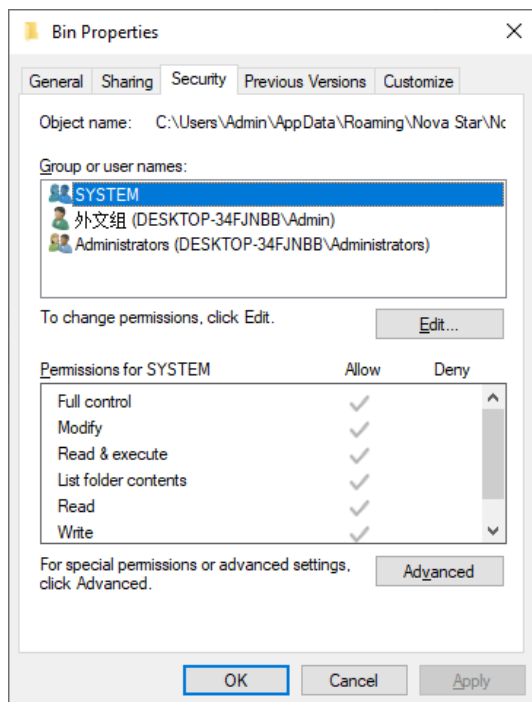 Bin Properties
General Sharing Security Previous Versions Customize
Object name: C:\Users\Admin\AppData\Roaming\Nova Star\Nc
Group or user names:
SYSTEM
外文组 (DESKTOP-34FJNBB\Admin)
Administrators (DESKTOP-34FJNBB\Administrators)
To change permissions, click Edit.
Edit...
Permissions for SYSTEM Allow Deny
Full control
Modify
Read & execute
List folder contents
Read
Write
For special permissions or advanced settings,
click Advanced.
Advanced
OK Cancel Apply